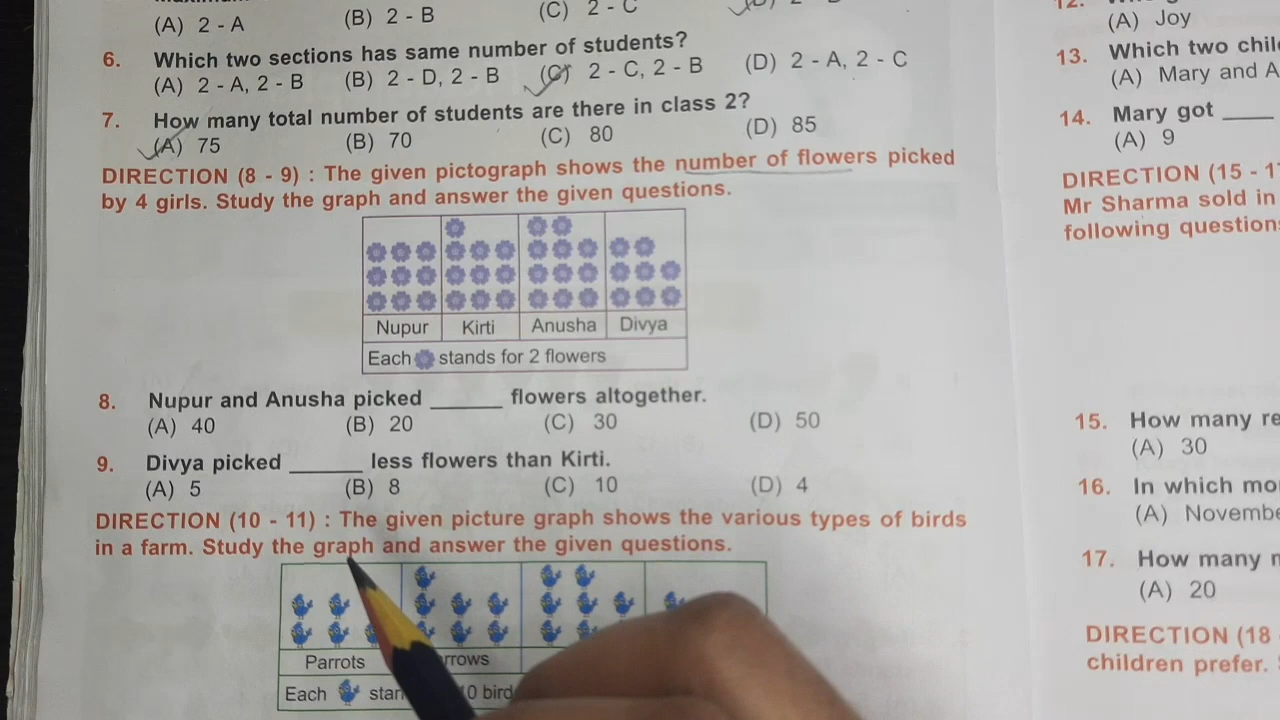 (A) 2 - A (B) 2 - B (C) 2 - C
6. Which two sections has same number of students?
(A) 2 - A, 2 - B (B) 2 - D, 2 - B (C) 2 - C, 2 - B (D) 2 - A, 2 - C
7. How many total number of students are there in class 2?
(A) 75 (B) 70 (C) 80 (D) 85
DIRECTION (8 - 9) : The given pictograph shows the number of flowers picked
by 4 girls. Study the graph and answer the given questions.
Nupur Kirti Anusha Divya
Each stands for 2 flowers
8. Nupur and Anusha picked ______ flowers altogether.
(A) 40 (B) 20 (C) 30 (D) 50
9. Divya picked ______ less flowers than Kirti.
(A) 5 (B) 8 (C) 10 (D) 4
DIRECTION (10 - 11) : The given picture graph shows the various types of birds
in a farm. Study the graph and answer the given questions.
Parrots
Each
12.
(A) Joy
13. Which two
(A) Mary and
14. Mary got ____
(A) 9
DIRECTION (15 -
Mr Sharma sold in
following
15. How many
(A) 30
16. In which
(A)
17. How many
(A) 20
DIRECTION (18
children prefer.